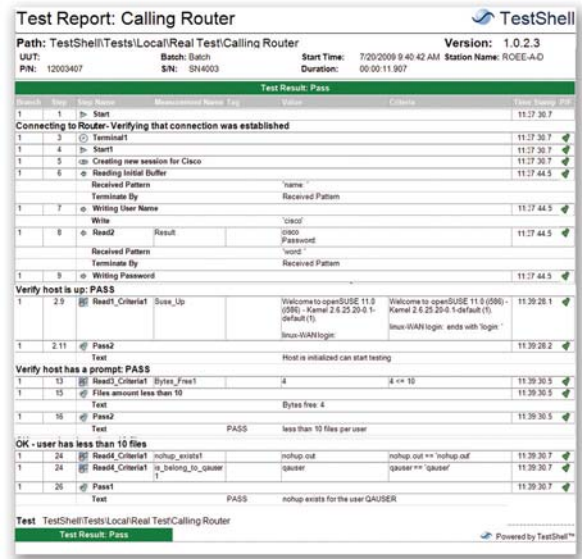 Test Report: Calling Router
TestShell
Path: TestShell\Tests\Local\Real Test\Calling Router Version: 1.0.2.3
UUT: Batch: Batch Start Time: 7/20/2009 9:40:42 AM Station Name: ROEE-A-D
P/N: 12003407 S/N: SN4003 Duration: 00:00:11.907
Test Result: Pass
Branch Step Step Name Measurement Name Tag Value Criteria Time Stamp P/F
1 1 Start 11:37 30.7
Connecting to Router- Verifying that connection was established
1 3 Terminal1 11:37 30.7
1 4 Start1 11:37 30.7
1 5 Creating new session for Cisco 11:37 30.7
1 6 Reading Initial Buffer 11:37 44.5
Received Pattern 'name: '
Terminate By Received Pattern
1 7 Writing User Name 11:37 44.5
Write 'cisco'
1 8 Read2 Result cisco 11:37 44.5
Password:
Received Pattern 'word: '
Terminate By Received Pattern
1 9 Writing Password 11:37 44.5
Verify host is up: PASS
1 2.9 Read1_Criteria1 Suse_Up Welcome to openSUSE 11.0 Welcome to openSUSE 11.0 (i586) - 11:39:28.1
(i586) - Kernel 2.6.25.20-0.1- Kernel 2.6.25.20-0.1-default (1).
default (1).
linux-WAN login: linux-WAN login: ends with 'login: '
1 2.11 Pass2 11:39:28.2
Text Host is initialized can start testing
Verify host has a prompt: PASS
1 13 Read3_Criteria1 Bytes_Free1 4 4 <= 10 11:39:30.5
1 15 Files amount less than 10 11:39:30.5
Text Bytes free: 4
1 16 Pass2 11:39:30.5
Text PASS less than 10 files per user
OK - user has less than 10 files
1 24 Read4_Criteria1 nohup_exists1 nohup.out nohup.out == 'nohup.out' 11:39:30.7
1 24 Read4_Criteria1 is_belong_to_qauser qauser qauser == 'qauser' 11:39:30.7
1
1 26 Pass1 11:39:30.7
Text PASS nohup exists for the user QAUSER
Test TestShell\Tests\Local\Real Test\Calling Router
Test Result: Pass
Powered by TestShell™